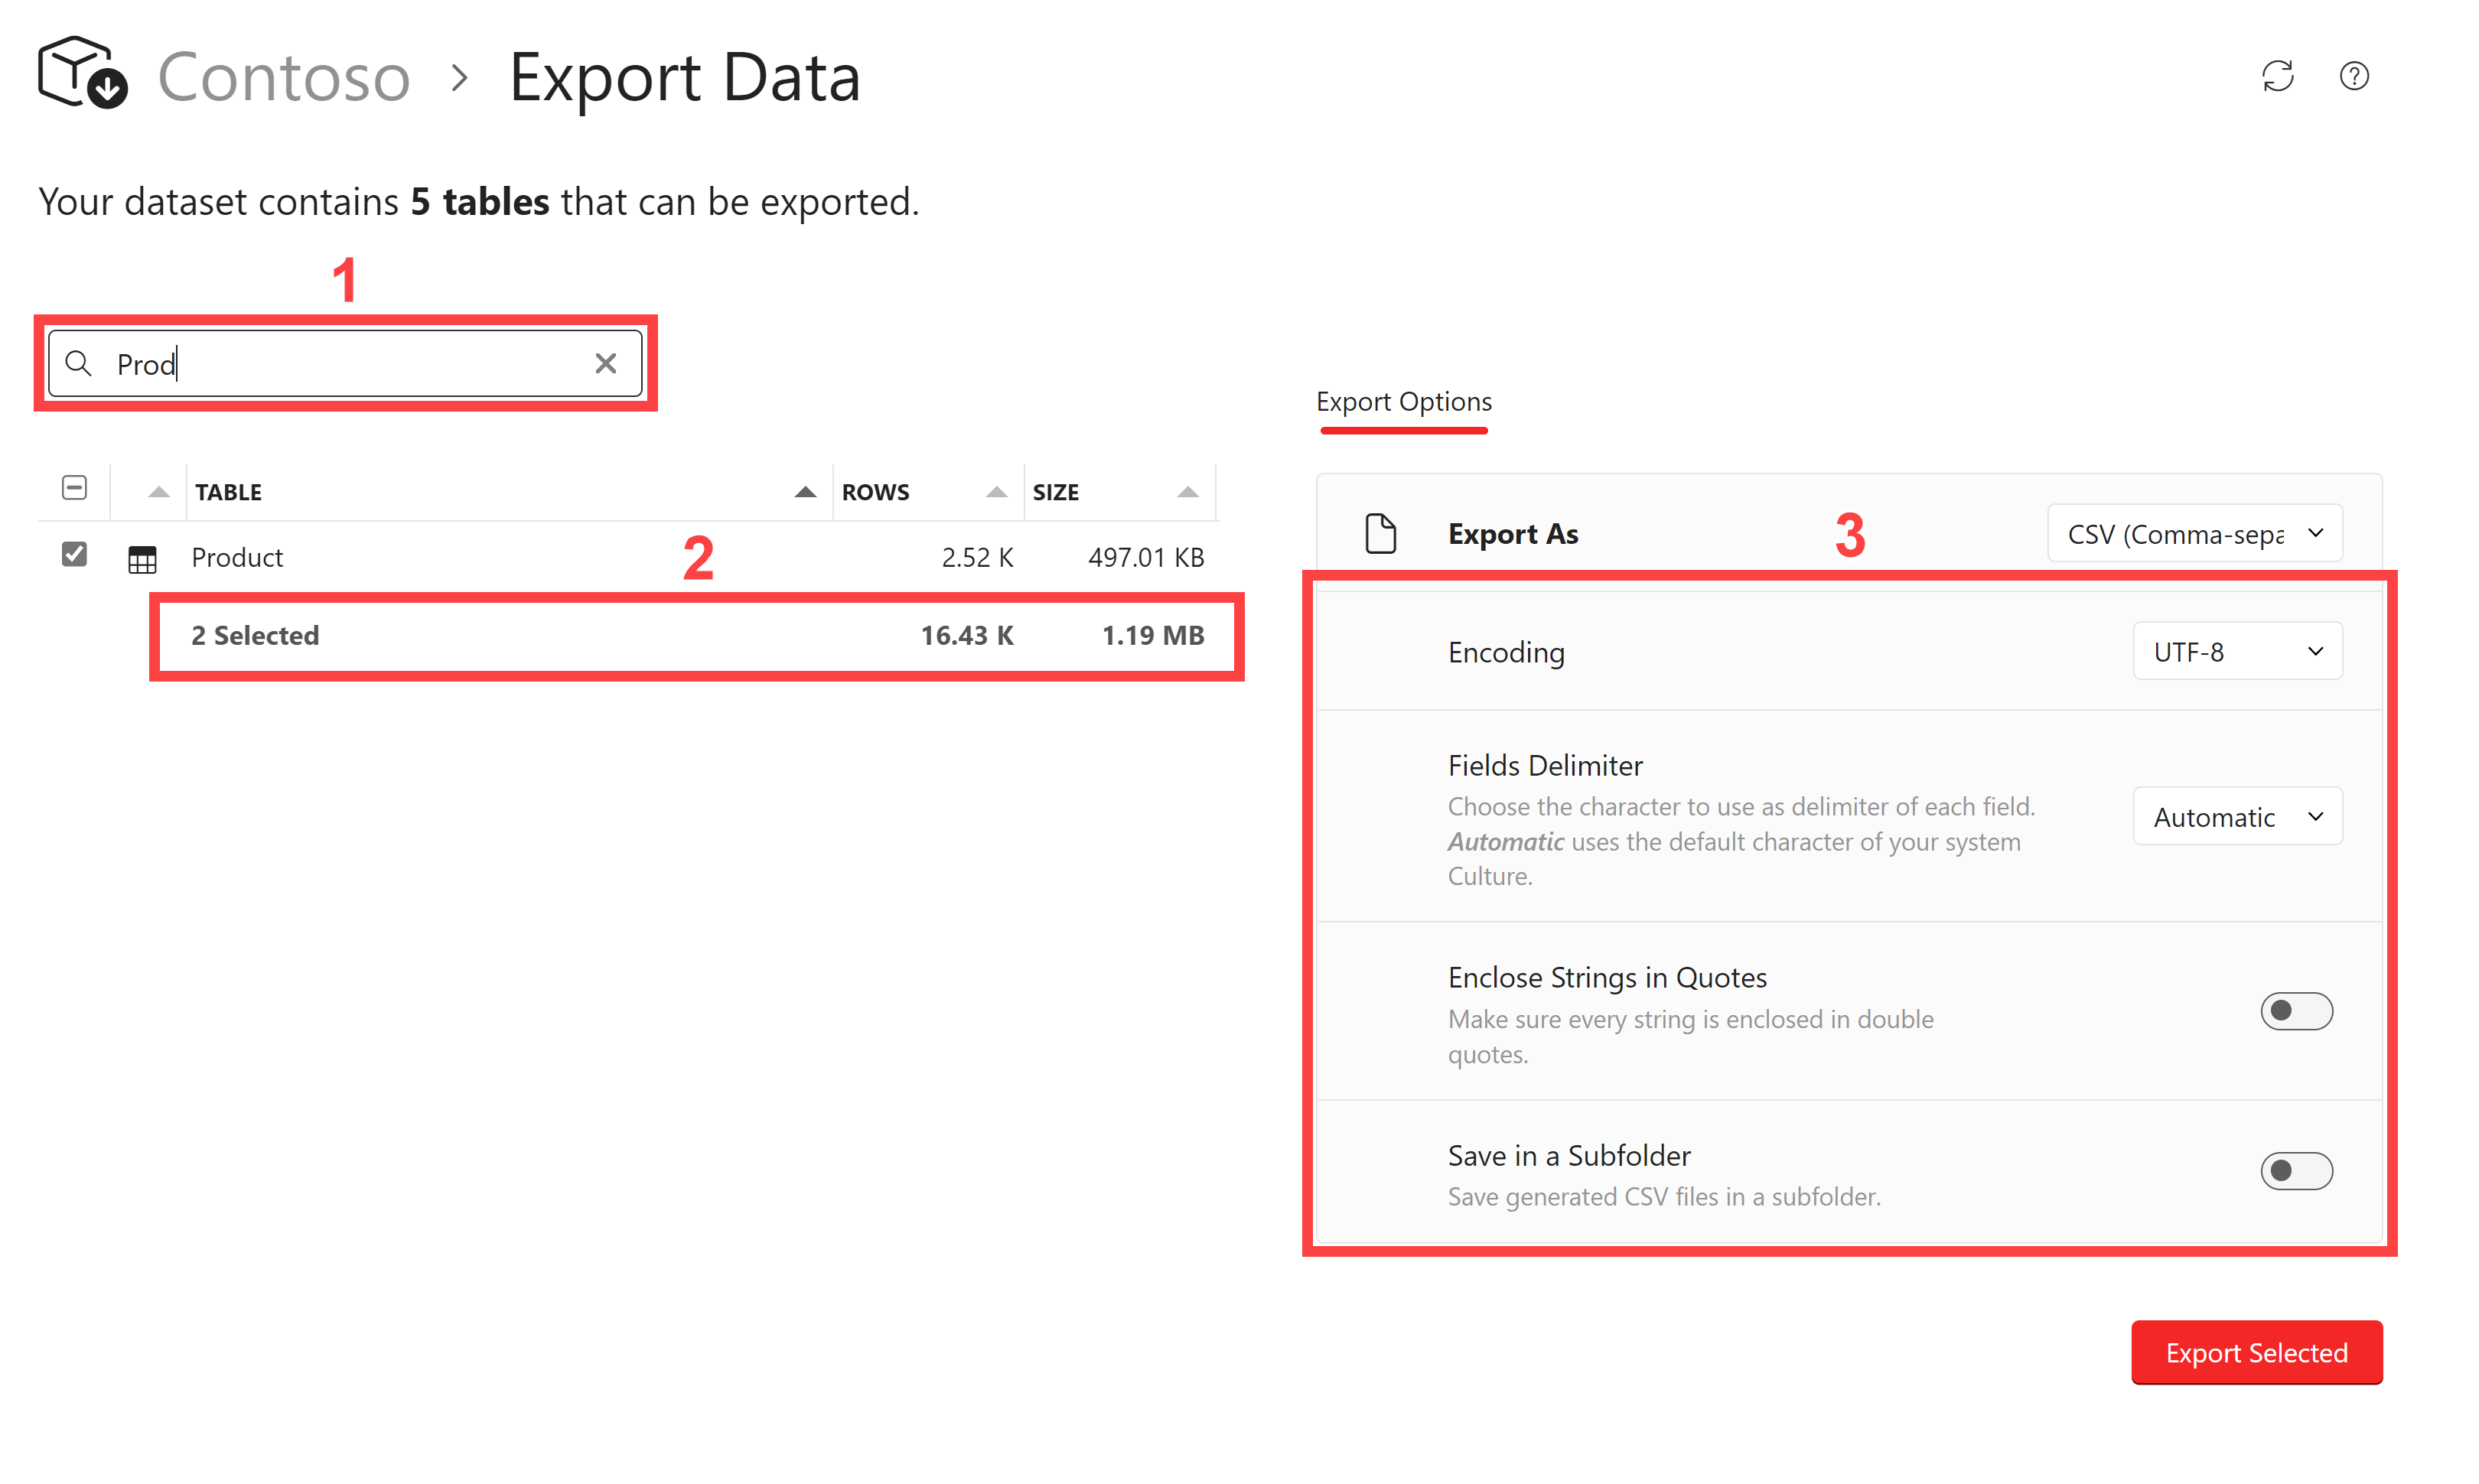 Contoso > Export Data
Your dataset contains 5 tables that can be exported.
1
Prod
TABLE ROWS SIZE
Product 2.52 K 497.01 KB
2
2 Selected 16.43 K 1.19 MB
Export Options
Export As CSV (Comma-sepa
3
Encoding UTF-8
Fields Delimiter
Choose the character to use as delimiter of each field.
Automatic uses the default character of your system
Culture.
Automatic
Enclose Strings in Quotes
Make sure every string is enclosed in double
quotes.
Save in a Subfolder
Save generated CSV files in a subfolder.
Export Selected